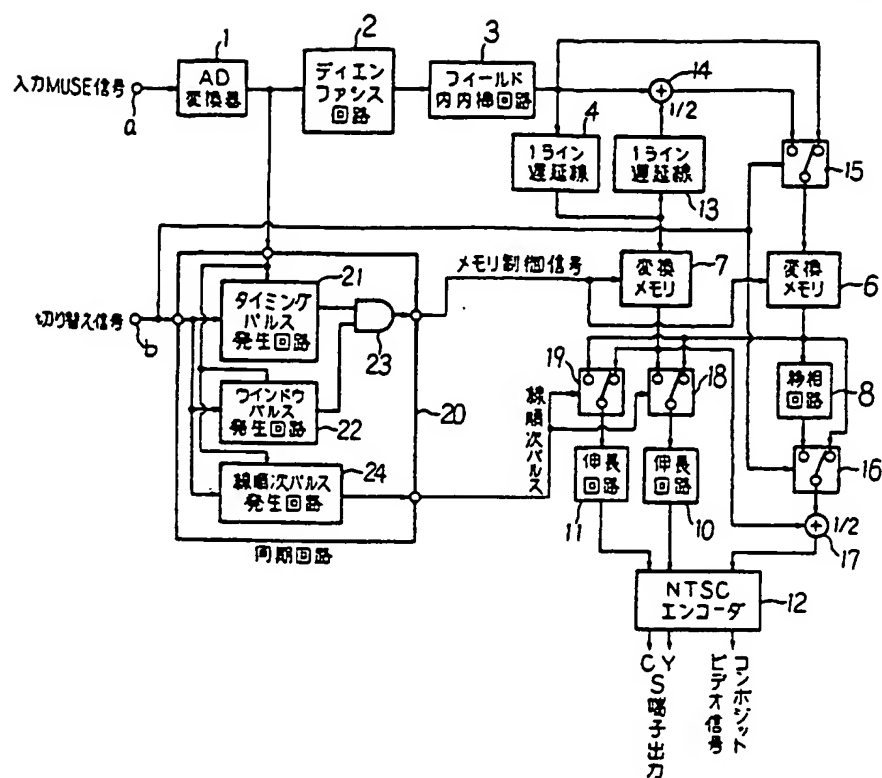 1
AD
変換器
2
ディエン
ファシス
回路
3
フィールド
内内挿回路
入力MUSE信号
a
14
1/2
4
1ライン
遅延線
1ライン
遅延線
13
15
21
タイミング
パルス
発生回路
23
メモリ制御信号
変換
メモリ
7
変換
メモリ
6
切り替え信号
b
ウインドウ
パルス
発生回路
22
20
19
18
移相
回路
8
線順次パルス
線順次パルス
発生回路
24
同期回路
伸長
回路
11
伸長
回路
10
16
1/2
17
NTSC
エンコーダ
12
C Y
S端子出力
コンポジット
ビデオ信号